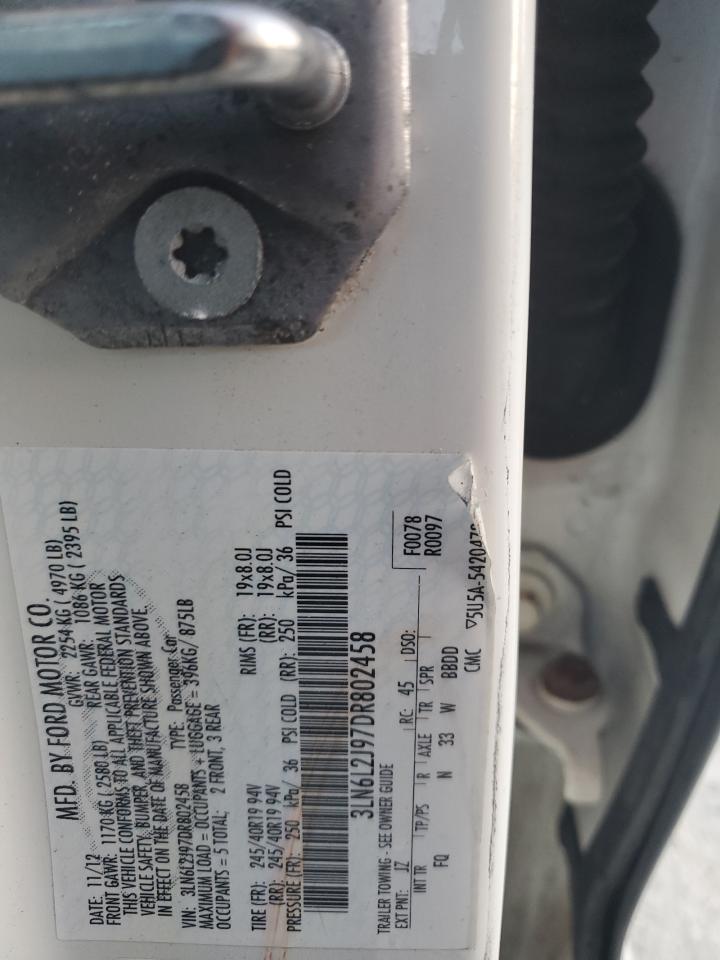 MFD. BY FORD MOTOR CO.
DATE: 11/12 GVWR: 2254 KG ( 4970 LB)
FRONT GAWR: 1170 KG ( 2580 LB) REAR GAWR: 1086 KG ( 2395 LB)
THIS VEHICLE CONFORMS TO ALL APPLICABLE FEDERAL MOTOR
VEHICLE SAFETY, BUMPER, AND THEFT PREVENTION STANDARDS
IN EFFECT ON THE DATE OF MANUFACTURE SHOWN ABOVE.
VIN: 3LN6L2J97DR802458 TYPE: Passenger Car
MAXIMUM LOAD = OCCUPANTS + LUGGAGE = 396KG/ 875LB
OCCUPANTS = 5 TOTAL; 2 FRONT, 3 REAR
TIRE (FR): 245/40R19 94V RIMS (FR): 19x8.0J
(RR): 245/40R19 94V (RR): 19x8.0J
PRESSURE (FR): 250 kPa/ 36 PSI COLD (RR): 250 kPa/ 36 PSI COLD
3LN6L2J97DR802458
TRAILER TOWING - SEE OWNER GUIDE
F0078
R0097
EXT PNT: JZ RC: 45 DSO:
INT TR TP/PS R AXLE TR SPR
FQ N 33 W BBDD
CMC ▽5U5A-5420472